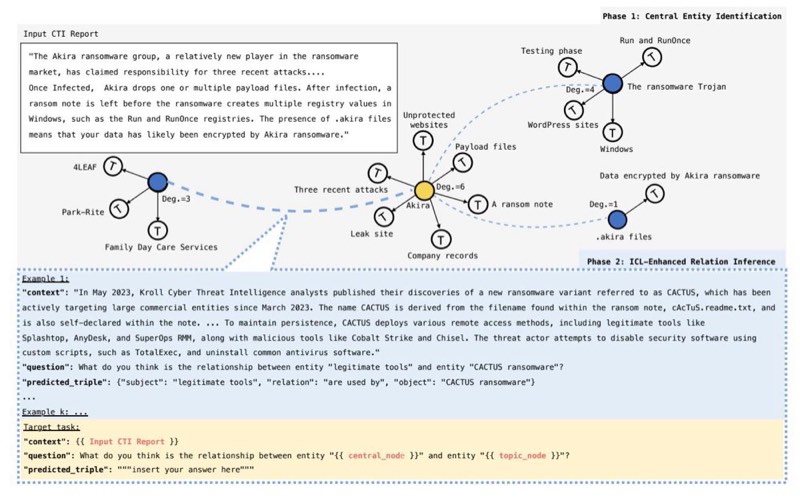 Phase 1: Central Entity Identification
Input CTI Report
"The Akira ransomware group, a relatively new player in the ransomware
market, has claimed responsibility for three recent attacks....
Once Infected, Akira drops one or multiple payload files. After infection, a
ransom note is left before the ransomware creates multiple registry values in
Windows, such as the Run and RunOnce registries. The presence of .akira files
means that your data has likely been encrypted by Akira ransomware."
Testing phase
Run and RunOnce
T
T
Deg.=4
The ransomware Trojan
T
WordPress sites
T
Windows
Unprotected
websites
T
Payload files
T
4LEAF
T
T
Three recent attacks
Deg.=6
Akira
T
A ransom note
T
Leak site
T
Company records
Deg.=3
Park-Rite
T
T
Family Day Care Services
Data encrypted by Akira ransomware
Deg.=1
T
.akira files
Phase 2: ICL-Enhanced Relation Inference
Example 1:
"context": "In May 2023, Kroll Cyber Threat Intelligence analysts published their discoveries of a new ransomware variant referred to as CACTUS, which has been
actively targeting large commercial entities since March 2023. The name CACTUS is derived from the filename found within the ransom note, cAcTuS.readme.txt, and
is also self-declared within the note. ... To maintain persistence, CACTUS deploys various remote access methods, including legitimate tools like
Splashtop, AnyDesk, and SuperOps RMM, along with malicious tools like Cobalt Strike and Chisel. The threat actor attempts to disable security software using
custom scripts, such as TotalExec, and uninstall common antivirus software."
"question": What do you think is the relationship between entity "legitimate tools" and entity "CACTUS ransomware"?
"predicted_triple": {"subject": "legitimate tools", "relation": "are used by", "object": "CACTUS ransomware"}
...
Example k: ...
Target task:
"context": {{ Input CTI Report }}
"question": What do you think is the relationship between entity "{{ central_node }}" and entity "{{ topic_node }}"?
"predicted_triple": """insert your answer here"""